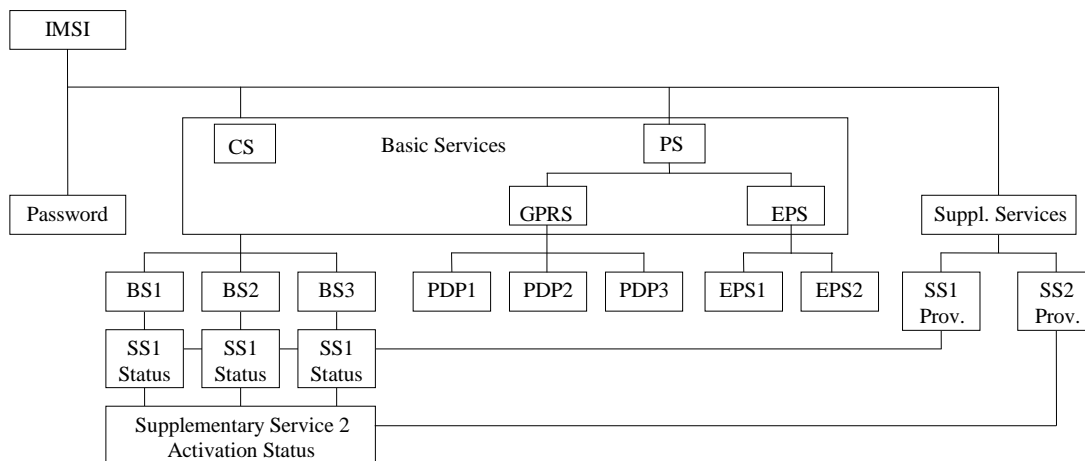 IMSI
CS
Basic Services
PS
Password
GPRS
EPS
Suppl. Services
BS1
BS2
BS3
PDP1
PDP2
PDP3
EPS1
EPS2
SS1
Prov.
SS2
Prov.
SS1
Status
SS1
Status
SS1
Status
Supplementary Service 2
Activation Status